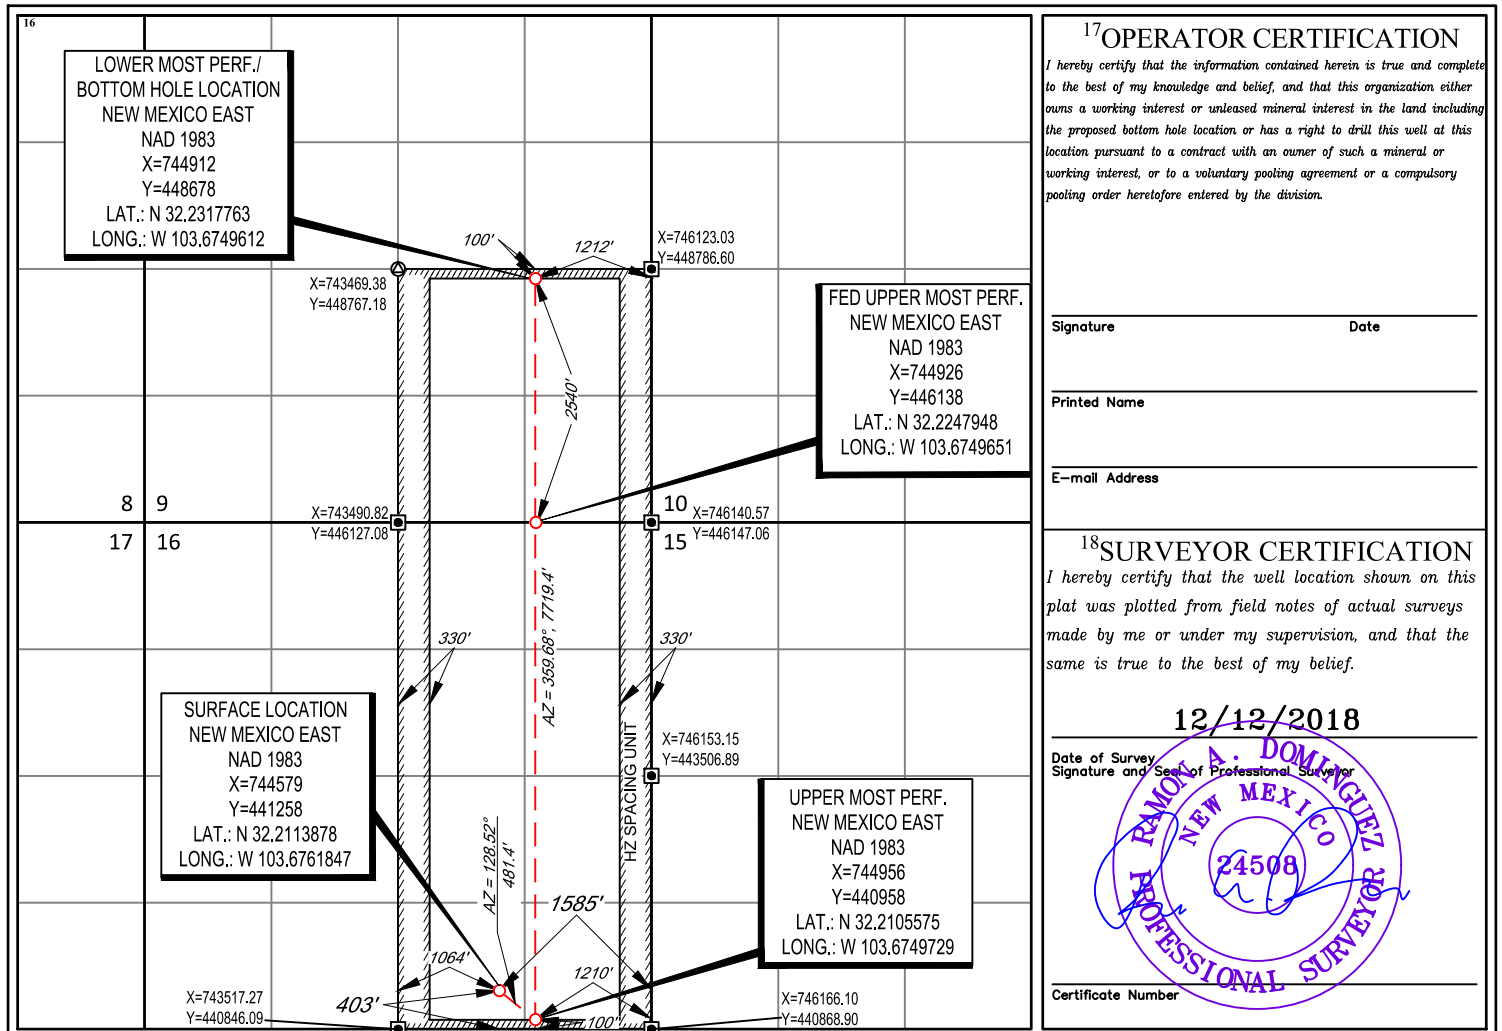 16
LOWER MOST PERF./
BOTTOM HOLE LOCATION
NEW MEXICO EAST
NAD 1983
X=744912
Y=448678
LAT.: N 32.2317763
LONG.: W 103.6749612
100'
1212'
X=746123.03
Y=448786.60
X=743469.38
Y=448767.18
FED UPPER MOST PERF.
NEW MEXICO EAST
NAD 1983
X=744926
Y=446138
LAT.: N 32.2247948
LONG.: W 103.6749651
2540'
8 9
17 16
X=743490.82
Y=446127.08
10
15
X=746140.57
Y=446147.06
AZ = 359.68°, 7719.4'
330'
330'
SURFACE LOCATION
NEW MEXICO EAST
NAD 1983
X=744579
Y=441258
LAT.: N 32.2113878
LONG.: W 103.6761847
HZ SPACING UNIT
X=746153.15
Y=443506.89
UPPER MOST PERF.
NEW MEXICO EAST
NAD 1983
X=744956
Y=440958
LAT.: N 32.2105575
LONG.: W 103.6749729
AZ = 128.52°
481.4'
1585'
1064'
1210'
403'
100'
X=743517.27
Y=440846.09
X=746166.10
Y=440868.90
17OPERATOR CERTIFICATION
I hereby certify that the information contained herein is true and complete
to the best of my knowledge and belief, and that this organization either
owns a working interest or unleased mineral interest in the land including
the proposed bottom hole location or has a right to drill this well at this
location pursuant to a contract with an owner of such a mineral or
working interest, or to a voluntary pooling agreement or a compulsory
pooling order heretofore entered by the division.
Signature Date
Printed Name
E-mail Address
18SURVEYOR CERTIFICATION
I hereby certify that the well location shown on this
plat was plotted from field notes of actual surveys
made by me or under my supervision, and that the
same is true to the best of my belief.
12/12/2018
Date of Survey
Signature and Seal of Professional Surveyor
RAMON A. DOMINGUEZ
NEW MEXICO
24508
PROFESSIONAL SURVEYOR
Certificate Number